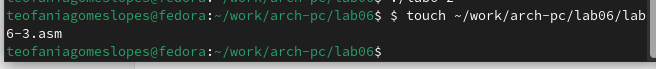 teofaniagomeslopes@fedora:~/work/arch-pc/lab06$ $ touch ~/work/arch-pc/lab06/lab
6-3.asm
teofaniagomeslopes@fedora:~/work/arch-pc/lab06$